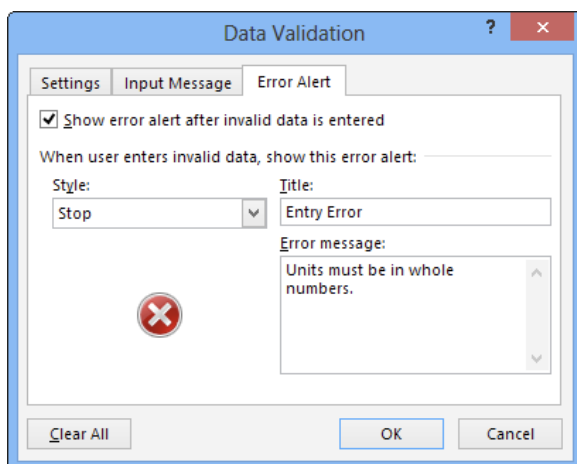 Data Validation
?
Settings
Input Message
Error Alert
Show error alert after invalid data is entered
When user enters invalid data, show this error alert:
Style:
Title:
Stop
Entry Error
Error message:
Units must be in whole
numbers.
Clear All
OK
Cancel